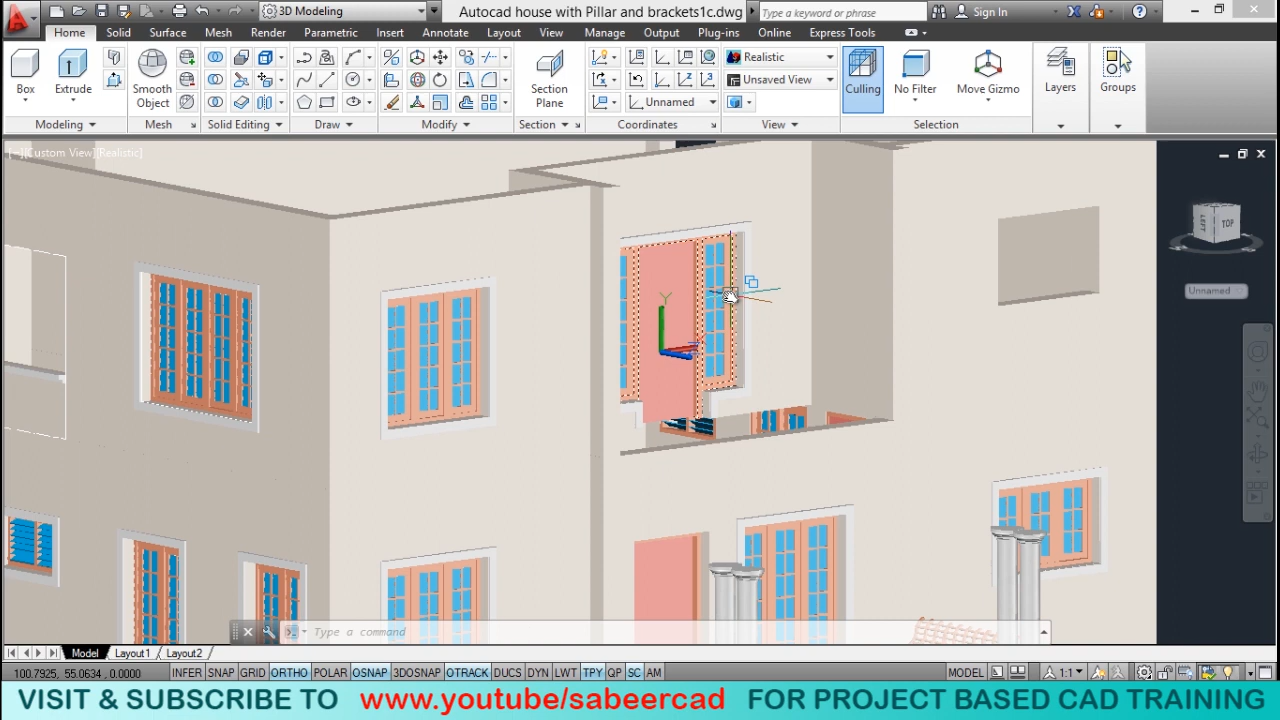 3D Modeling
Autocad house with Pillar and brackets1c.dwg
Type a keyword or phrase
Sign In
Home Solid Surface Mesh Render Parametric Insert Annotate Layout View Manage Output Plug-ins Online Express Tools
Box
Extrude
Smooth Object
Section Plane
Unnamed
Realistic
Unsaved View
Culling
No Filter
Move Gizmo
Layers
Groups
Modeling Mesh Solid Editing Draw Modify Section Coordinates View Selection
[−][Custom View][Realistic]
LEFT TOP
Unnamed
Y
Type a command
Model Layout1 Layout2
100.7925, 55.0634, 0.0000 INFER SNAP GRID ORTHO POLAR OSNAP 3DOSNAP OTRACK DUCS DYN LWT TPY QP SC AM MODEL 1:1
VISIT & SUBSCRIBE TO www.youtube/sabeercad FOR PROJECT BASED CAD TRAINING